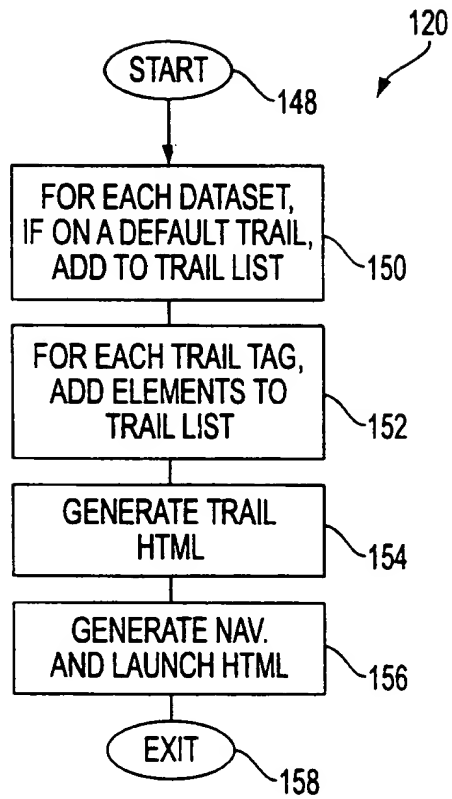 120
START
148
FOR EACH DATASET,
IF ON A DEFAULT TRAIL,
ADD TO TRAIL LIST
150
FOR EACH TRAIL TAG,
ADD ELEMENTS TO
TRAIL LIST
152
GENERATE TRAIL
HTML
154
GENERATE NAV.
AND LAUNCH HTML
156
EXIT
158